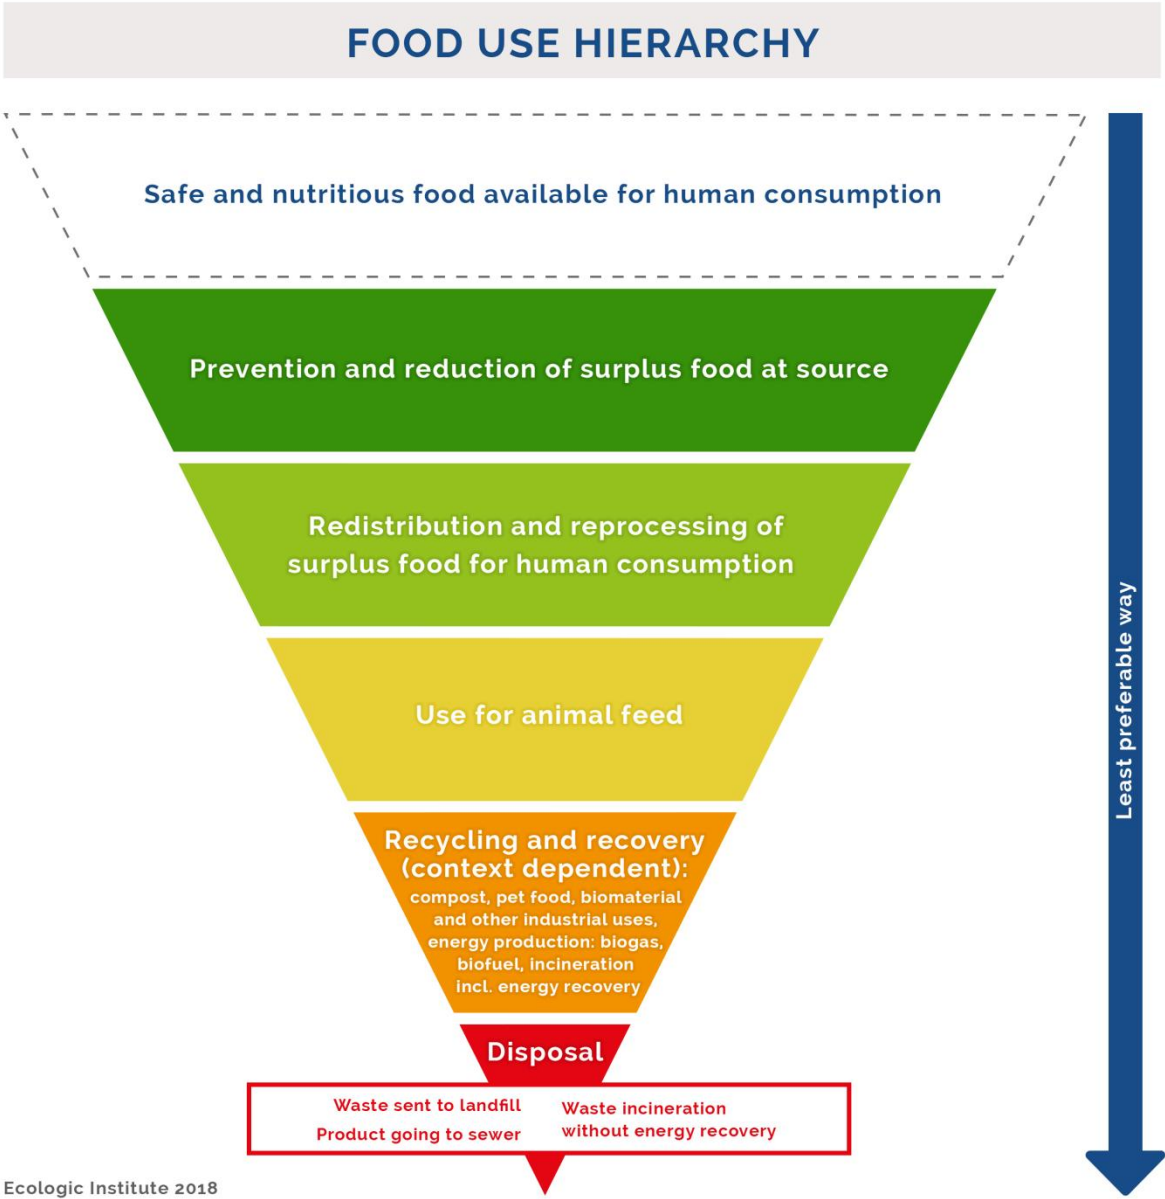 FOOD USE HIERARCHY
Safe and nutritious food available for human consumption
Prevention and reduction of surplus food at source
Redistribution and reprocessing of
surplus food for human consumption
Use for animal feed
Recycling and recovery
(context dependent):
compost, pet food, biomaterial
and other industrial uses,
energy production: biogas,
biofuel, incineration
incl. energy recovery
Disposal
Waste sent to landfill
Product going to sewer
Waste incineration
without energy recovery
Least preferable way
Ecologic Institute 2018